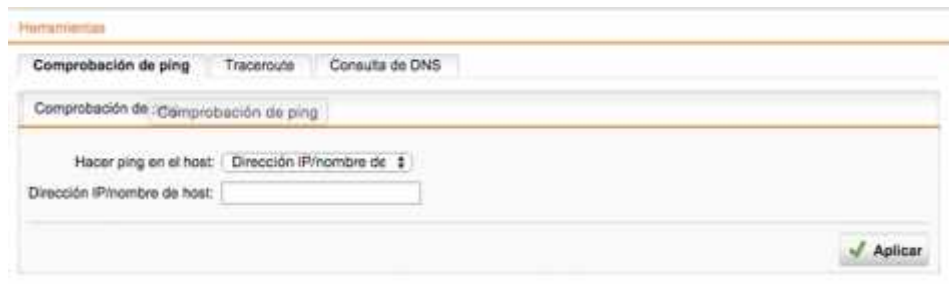 Herramientas
Comprobación de ping Traceroute Consulta de DNS
Comprobación de Comprobación de ping
Hacer ping en el host: Dirección IP/nombre de
Dirección IP/nombre de host:
Aplicar